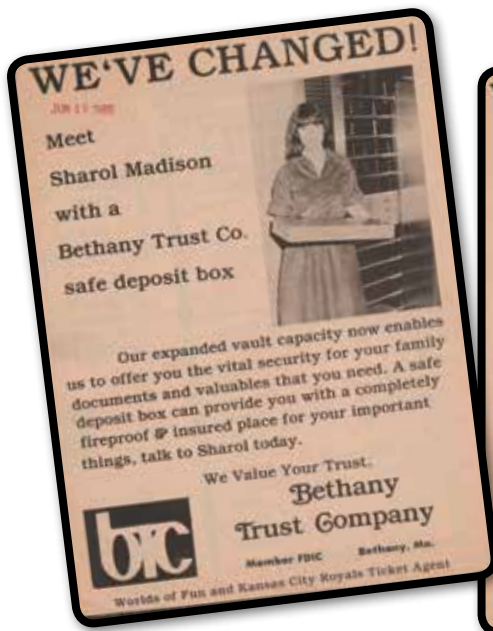 WE'VE CHANGED!
JUN
Meet
Sharol Madison
with a
Bethany Trust Co.
safe deposit box
Our expanded vault capacity now enables
us to offer you the vital security for your family
documents and valuables that you need. A safe
deposit box can provide you with a completely
fireproof & insured place for your important
things, talk to Sharol today.
We Value Your Trust.
Bethany
Trust Company
btc
Member FDIC Bethany, Mo.
Worlds of Fun and Kansas City Royals Ticket Agent